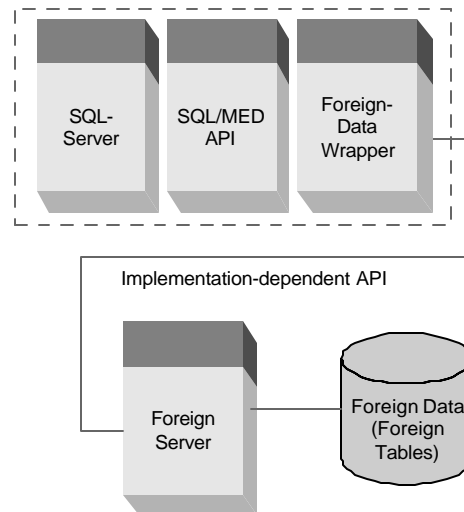 SQL-
Server
SQL/MED
API
Foreign-
Data
Wrapper
Implementation-dependent API
Foreign
Server
Foreign Data
(Foreign
Tables)